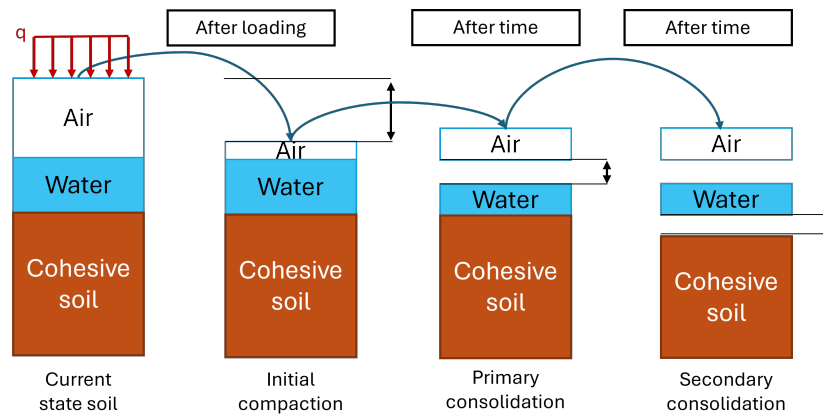 q
After loading
After time
After time
Air
Air
Air
Air
Water
Water
Water
Water
Cohesive
soil
Cohesive
soil
Cohesive
soil
Cohesive
soil
Current
state soil
Initial
compaction
Primary
consolidation
Secondary
consolidation